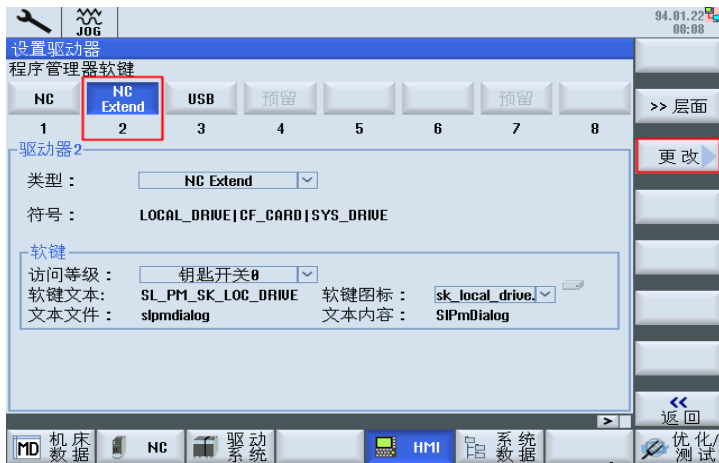 JOG
94.01.22
00:08
设置驱动器
程序管理器软键
NC
NC Extend
USB
预留
预留
1 2 3 4 5 6 7 8
>> 层面
更改
驱动器2
类型： NC Extend
符号： LOCAL_DRIVE|CF_CARD|SYS_DRIVE
软键
访问等级： 钥匙开关0
软键文本: SL_PM_SK_LOC_DRIVE 软键图标： sk_local_drive.
文本文件： slpmdialog 文本内容： SlPmDialog
>
<<
返回
MD 机床数据
NC
驱动系统
HMI
系统数据
优化/测试